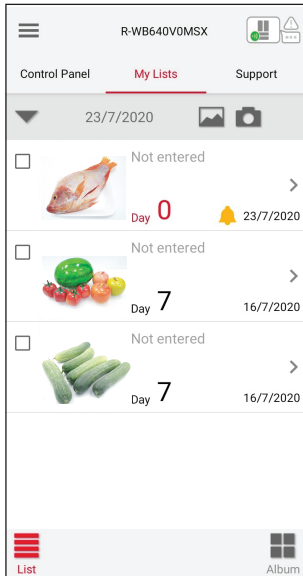 R-WB640V0MSX
Control Panel My Lists Support
23/7/2020
Not entered
Day 0 23/7/2020
Not entered
Day 7 16/7/2020
Not entered
Day 7 16/7/2020
List Album